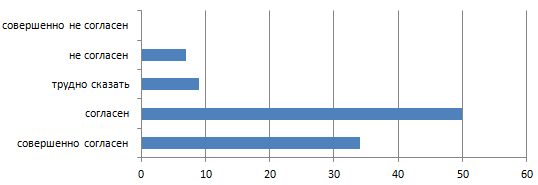 совершенно не согласен
не согласен
трудно сказать
согласен
совершенно согласен
0 10 20 30 40 50 60